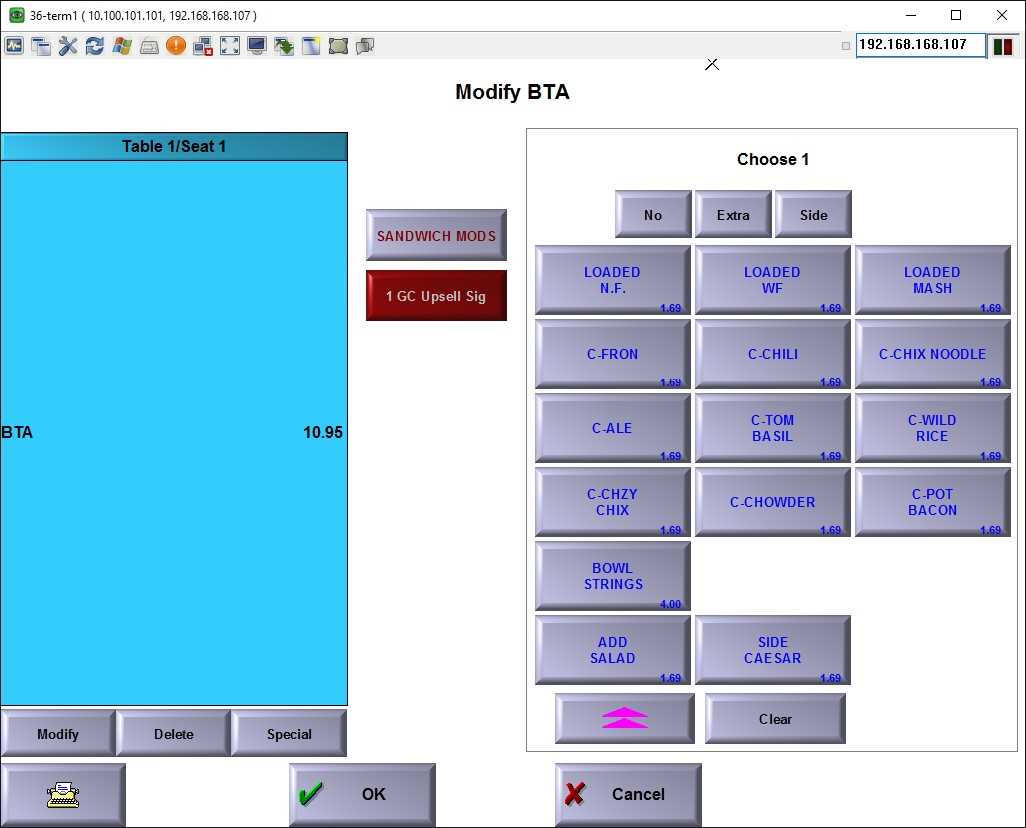 36-term1 ( 10.100.101.101, 192.168.168.107 )
192.168.168.107
Modify BTA
Table 1/Seat 1
BTA 10.95
SANDWICH MODS
1 GC Upsell Sig
Choose 1
No Extra Side
LOADED
N.F.
1.69
LOADED
WF
1.69
LOADED
MASH
1.69
C-FRON
1.69
C-CHILI
1.69
C-CHIX NOODLE
1.69
C-ALE
1.69
C-TOM
BASIL
1.69
C-WILD
RICE
1.69
C-CHZY
CHIX
1.69
C-CHOWDER
1.69
C-POT
BACON
1.69
BOWL
STRINGS
4.00
ADD
SALAD
1.69
SIDE
CAESAR
1.69
Clear
Modify Delete Special
OK
Cancel